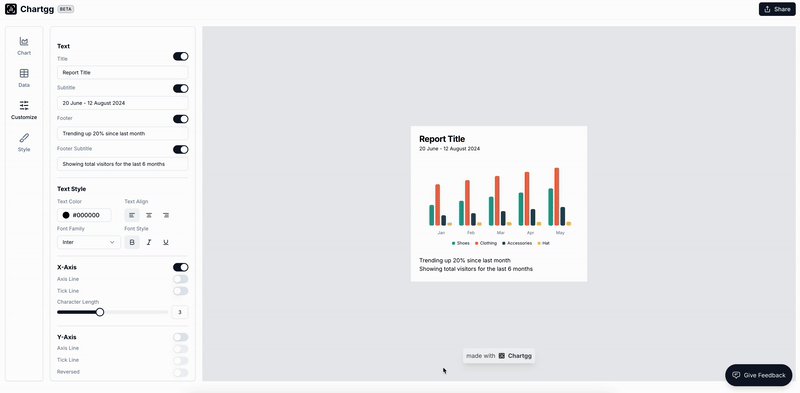 Chartgg BETA
Share
Chart
Data
Customize
Style
Text
Title
Report Title
Subtitle
20 June - 12 August 2024
Footer
Trending up 20% since last month
Footer Subtitle
Showing total visitors for the last 6 months
Text Style
Text Color Text Align
#000000
Font Family Font Style
Inter B I U
X-Axis
Axis Line
Tick Line
Character Length
3
Y-Axis
Axis Line
Tick Line
Reversed
Report Title
20 June - 12 August 2024
Jan Feb Mar Apr May
Shoes Clothing Accessories Hat
Trending up 20% since last month
Showing total visitors for the last 6 months
made with Chartgg
Give Feedback